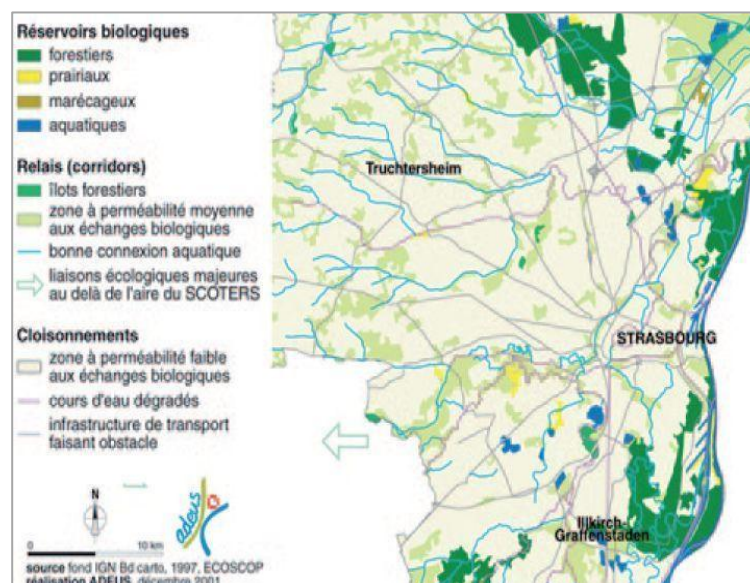 Réservoirs biologiques
forestiers
prairiaux
marécageux
aquatiques
Relais (corridors)
îlots forestiers
zone à perméabilité moyenne
aux échanges biologiques
bonne connexion aquatique
liaisons écologiques majeures
au delà de l'aire du SCOTERS
Cloisonnements
zone à perméabilité faible
aux échanges biologiques
cours d'eau dégradés
infrastructure de transport
faisant obstacle
N
adeus
0 10 km
source fond IGN Bd carto, 1997, ECOSCOP
réalisation ADEUS, décembre 2001
Truchtersheim
STRASBOURG
Illkirch-
Graffenstaden